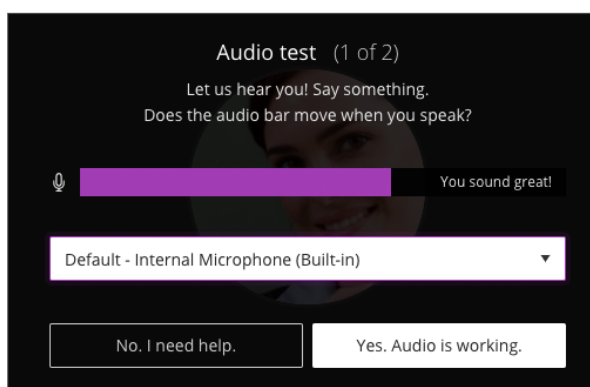 Audio test (1 of 2)
Let us hear you! Say something.
Does the audio bar move when you speak?
You sound great!
Default - Internal Microphone (Built-in)
No. I need help.
Yes. Audio is working.